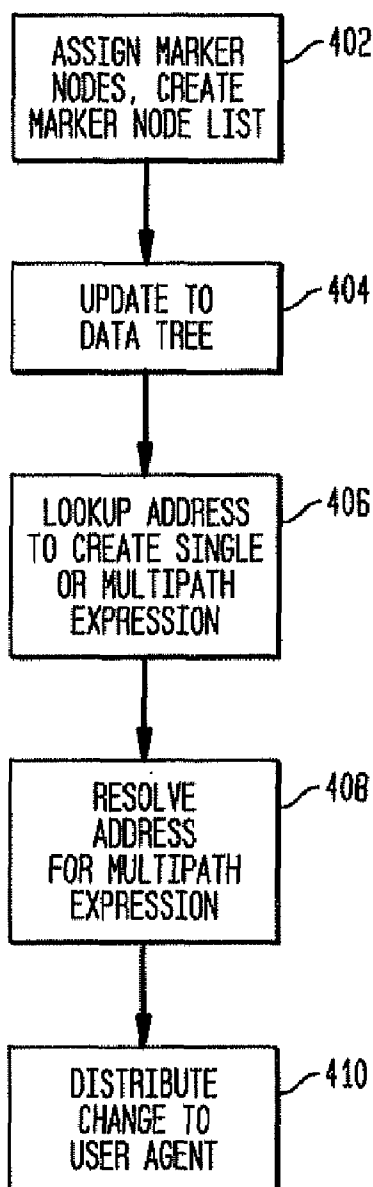 ASSIGN MARKER
NODES, CREATE
MARKER NODE LIST
402
UPDATE TO
DATA TREE
404
LOOKUP ADDRESS
TO CREATE SINGLE
OR MULTIPATH
EXPRESSION
406
RESOLVE
ADDRESS
FOR MULTIPATH
EXPRESSION
408
DISTRIBUTE
CHANGE TO
USER AGENT
410